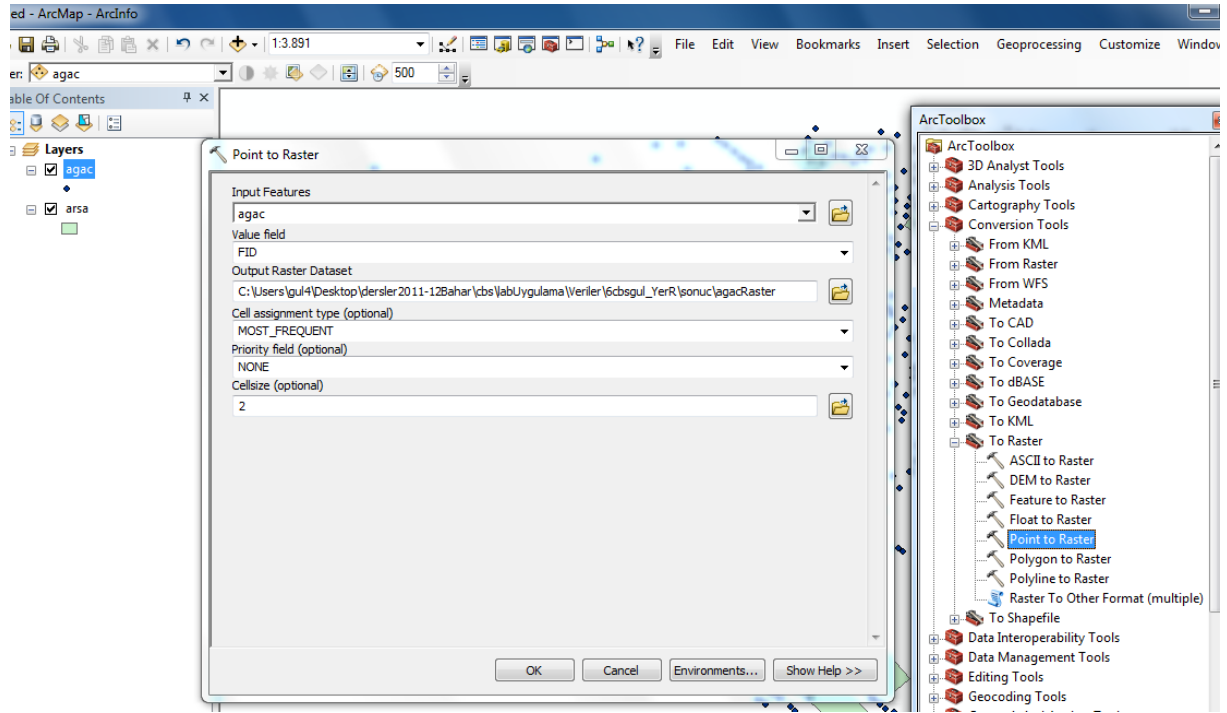 ed - ArcMap - ArcInfo
1:3.891
File Edit View Bookmarks Insert Selection Geoprocessing Customize Window
er: agac
500
able Of Contents
Layers
agac
arsa
Point to Raster
Input Features
agac
Value field
FID
Output Raster Dataset
C:\Users\gul4\Desktop\dersler2011-12Bahar\cbs\labUygulama\Veriler\6cbsgul_YerR\sonuc\agacRaster
Cell assignment type (optional)
MOST_FREQUENT
Priority field (optional)
NONE
Cellsize (optional)
2
OK Cancel Environments... Show Help >>
ArcToolbox
ArcToolbox
3D Analyst Tools
Analysis Tools
Cartography Tools
Conversion Tools
From KML
From Raster
From WFS
Metadata
To CAD
To Collada
To Coverage
To dBASE
To Geodatabase
To KML
To Raster
ASCII to Raster
DEM to Raster
Feature to Raster
Float to Raster
Point to Raster
Polygon to Raster
Polyline to Raster
Raster To Other Format (multiple)
To Shapefile
Data Interoperability Tools
Data Management Tools
Editing Tools
Geocoding Tools